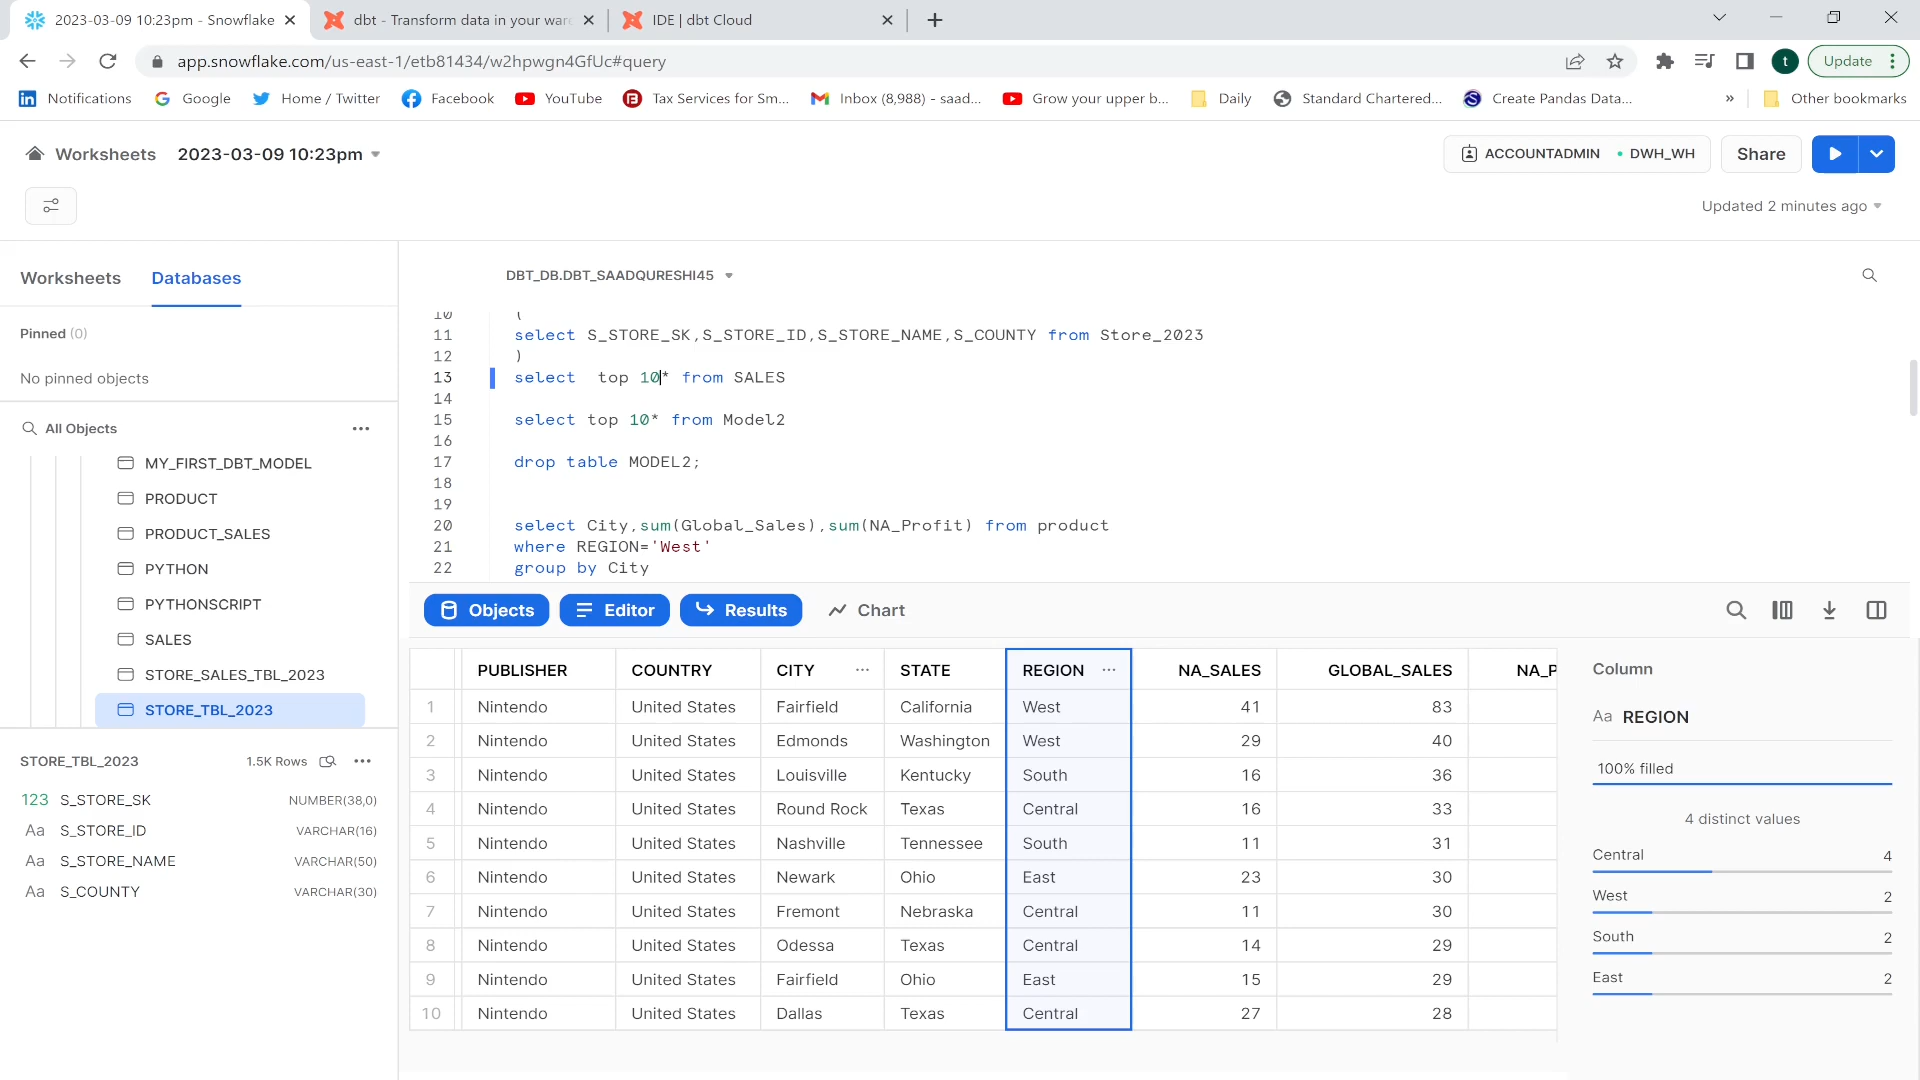 2023-03-09 10:23pm - Snowflake
dbt - Transform data in your ware
IDE | dbt Cloud
app.snowflake.com/us-east-1/etb81434/w2hpwgn4GfUc#query
t
Update
Notifications
Google
Home / Twitter
Facebook
YouTube
Tax Services for Sm...
Inbox (8,988) - saad...
Grow your upper b...
Daily
Standard Chartered...
Create Pandas Data...
»
Other bookmarks
Worksheets
2023-03-09 10:23pm
ACCOUNTADMIN
DWH_WH
Share
Updated 2 minutes ago
Worksheets
Databases
Pinned (0)
No pinned objects
All Objects
MY_FIRST_DBT_MODEL
PRODUCT
PRODUCT_SALES
PYTHON
PYTHONSCRIPT
SALES
STORE_SALES_TBL_2023
STORE_TBL_2023
STORE_TBL_2023 1.5K Rows
123 S_STORE_SK NUMBER(38,0)
Aa S_STORE_ID VARCHAR(16)
Aa S_STORE_NAME VARCHAR(50)
Aa S_COUNTY VARCHAR(30)
DBT_DB.DBT_SAADQURESHI45
10 (
11 select S_STORE_SK,S_STORE_ID,S_STORE_NAME,S_COUNTY from Store_2023
12 )
13 select  top 10* from SALES
14
15 select top 10* from Model2
16
17 drop table MODEL2;
18
19
20 select City,sum(Global_Sales),sum(NA_Profit) from product
21 where REGION='West'
22 group by City
Objects
Editor
Results
Chart
PUBLISHER COUNTRY CITY STATE REGION NA_SALES GLOBAL_SALES NA_P
1 Nintendo United States Fairfield California West 41 83
2 Nintendo United States Edmonds Washington West 29 40
3 Nintendo United States Louisville Kentucky South 16 36
4 Nintendo United States Round Rock Texas Central 16 33
5 Nintendo United States Nashville Tennessee South 11 31
6 Nintendo United States Newark Ohio East 23 30
7 Nintendo United States Fremont Nebraska Central 11 30
8 Nintendo United States Odessa Texas Central 14 29
9 Nintendo United States Fairfield Ohio East 15 29
10 Nintendo United States Dallas Texas Central 27 28
Column
Aa REGION
100% filled
4 distinct values
Central 4
West 2
South 2
East 2